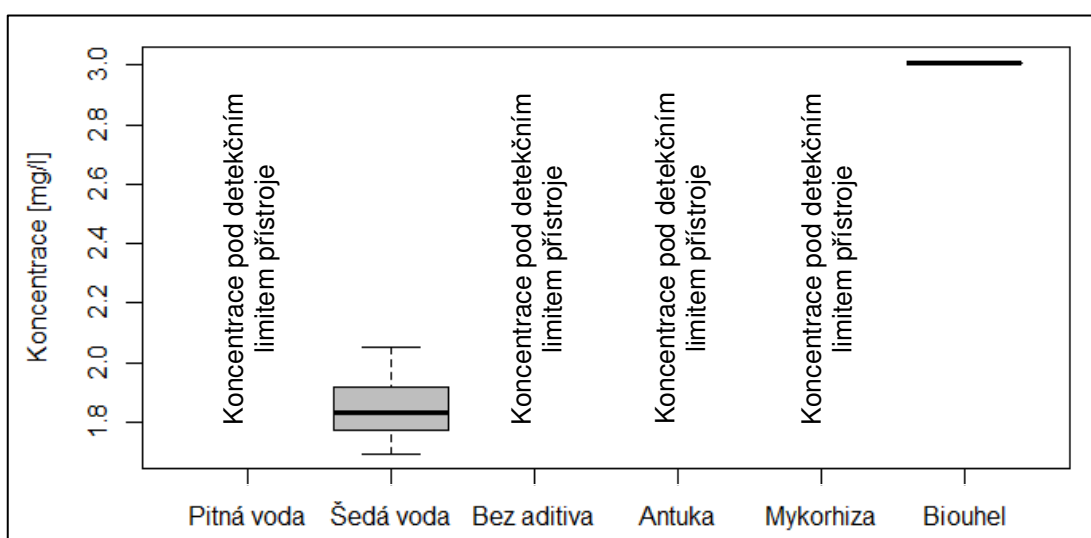 Koncentrace [mg/l]
3.0
2.8
2.6
2.4
2.2
2.0
1.8
Koncentrace pod detekčním
limitem přístroje
Koncentrace pod detekčním
limitem přístroje
Koncentrace pod detekčním
limitem přístroje
Koncentrace pod detekčním
limitem přístroje
Pitná voda Šedá voda Bez aditiva Antuka Mykorhiza Biouhel